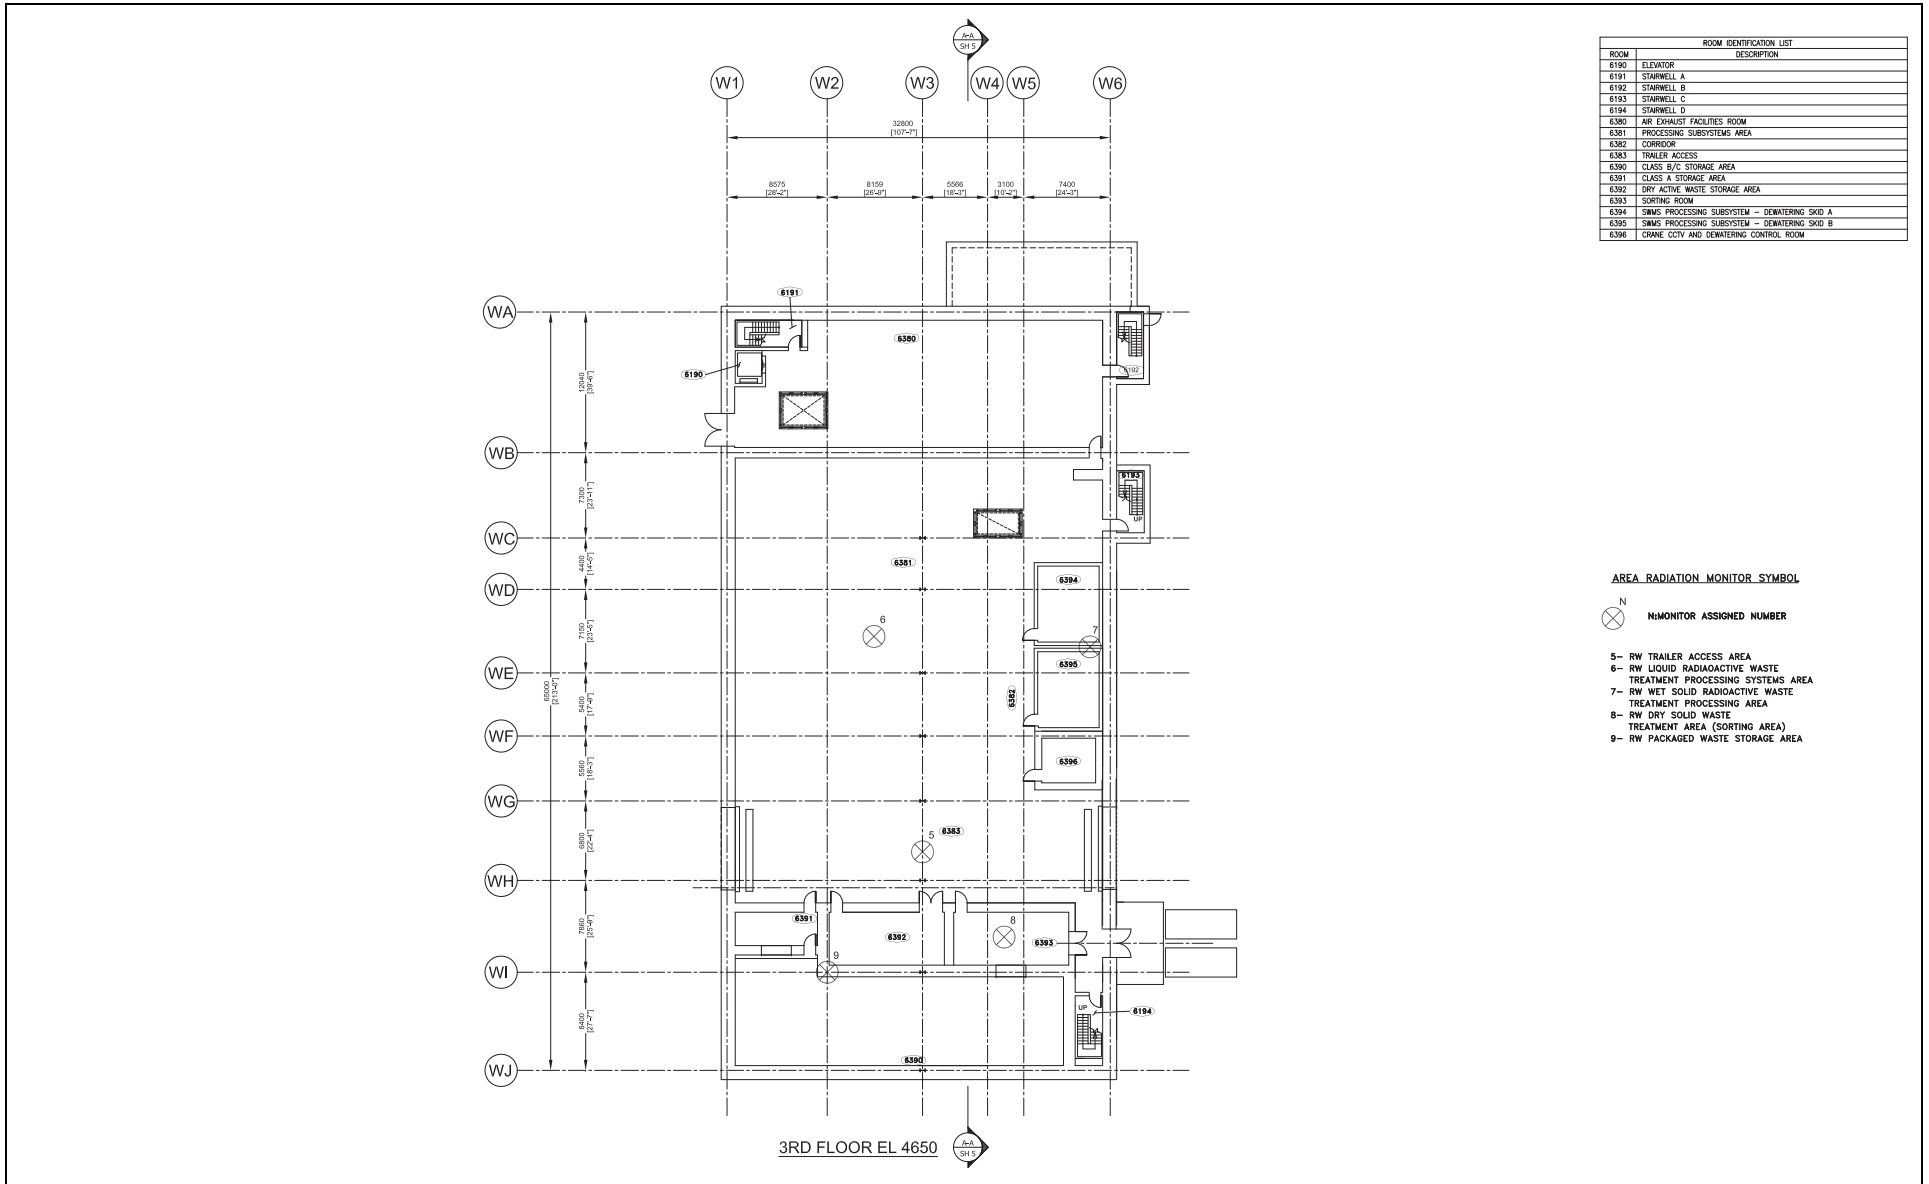 A-A
SH 5
W1 W2 W3 W4 W5 W6
32800
[107'-7"]
8575 8159 5566 3100 7400
[28'-2"] [26'-9"] [18'-3"] [10'-2"] [24'-3"]
ROOM IDENTIFICATION LIST
ROOM DESCRIPTION
6190 ELEVATOR
6191 STAIRWELL A
6192 STAIRWELL B
6193 STAIRWELL C
6194 STAIRWELL D
6380 AIR EXHAUST FACILITIES ROOM
6381 PROCESSING SUBSYSTEMS AREA
6382 CORRIDOR
6383 TRAILER ACCESS
6390 CLASS B/C STORAGE AREA
6391 CLASS A STORAGE AREA
6392 DRY ACTIVE WASTE STORAGE AREA
6393 SORTING ROOM
6394 SWMS PROCESSING SUBSYSTEM – DEWATERING SKID A
6395 SWMS PROCESSING SUBSYSTEM – DEWATERING SKID B
6396 CRANE CCTV AND DEWATERING CONTROL ROOM
WA
WB
WC
WD
WE
WF
WG
WH
WI
WJ
65000
[213'-0"]
12040
[39'-6"]
7300
[23'-11"]
4400
[14'-5"]
7150
[23'-5"]
5400
[17'-9"]
5560
[18'-3"]
6800
[22'-4"]
7860
[25'-9"]
8400
[27'-7"]
6191
6380
6190
6192
6193
UP
6381
6394
6
7
6395
6382
6396
5
6383
6391
6392
8
6393
9
UP
6194
6390
AREA RADIATION MONITOR SYMBOL
N
N:MONITOR ASSIGNED NUMBER
5– RW TRAILER ACCESS AREA
6– RW LIQUID RADIAOACTIVE WASTE
TREATMENT PROCESSING SYSTEMS AREA
7– RW WET SOLID RADIOACTIVE WASTE
TREATMENT PROCESSING AREA
8– RW DRY SOLID WASTE
TREATMENT AREA (SORTING AREA)
9– RW PACKAGED WASTE STORAGE AREA
3RD FLOOR EL 4650
A-A
SH 5